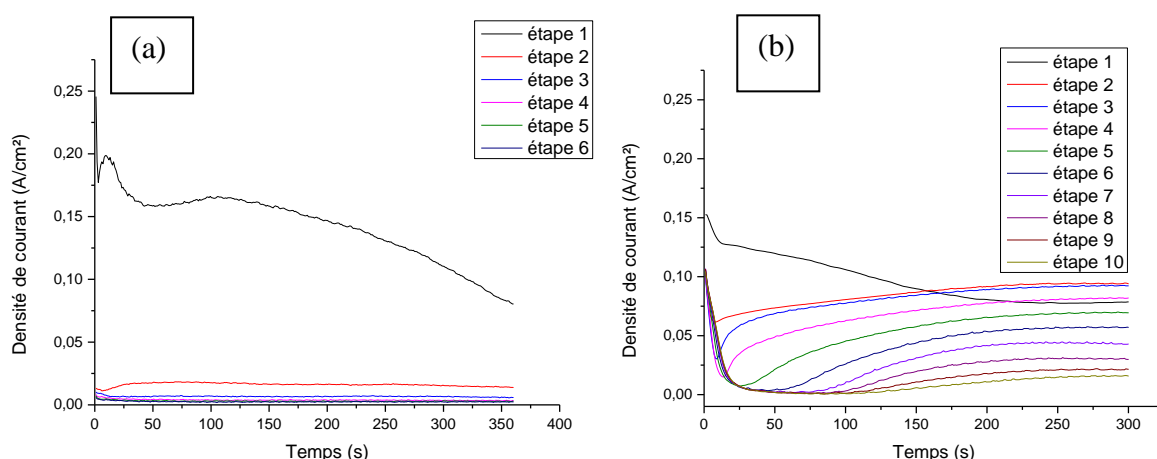 (a)
étape 1
étape 2
étape 3
étape 4
étape 5
étape 6
0,25
0,20
0,15
0,10
0,05
0,00
Densité de courant (A/cm²)
0 50 100 150 200 250 300 350 400
Temps (s)
(b)
étape 1
étape 2
étape 3
étape 4
étape 5
étape 6
étape 7
étape 8
étape 9
étape 10
0,25
0,20
0,15
0,10
0,05
0,00
Densité de courant (A/cm²)
0 50 100 150 200 250 300
Temps (s)